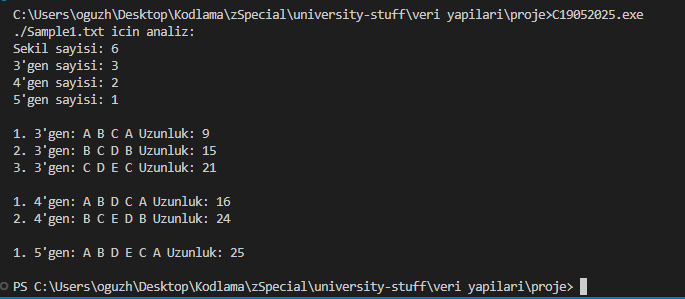 C:\Users\oguzh\Desktop\Kodlama\zSpecial\university-stuff\veri yapilari\proje>C19052025.exe
./Sample1.txt icin analiz:
Sekil sayisi: 6
3'gen sayisi: 3
4'gen sayisi: 2
5'gen sayisi: 1
1. 3'gen: A B C A Uzunluk: 9
2. 3'gen: B C D B Uzunluk: 15
3. 3'gen: C D E C Uzunluk: 21
1. 4'gen: A B D C A Uzunluk: 16
2. 4'gen: B C E D B Uzunluk: 24
1. 5'gen: A B D E C A Uzunluk: 25
PS C:\Users\oguzh\Desktop\Kodlama\zSpecial\university-stuff\veri yapilari\proje>